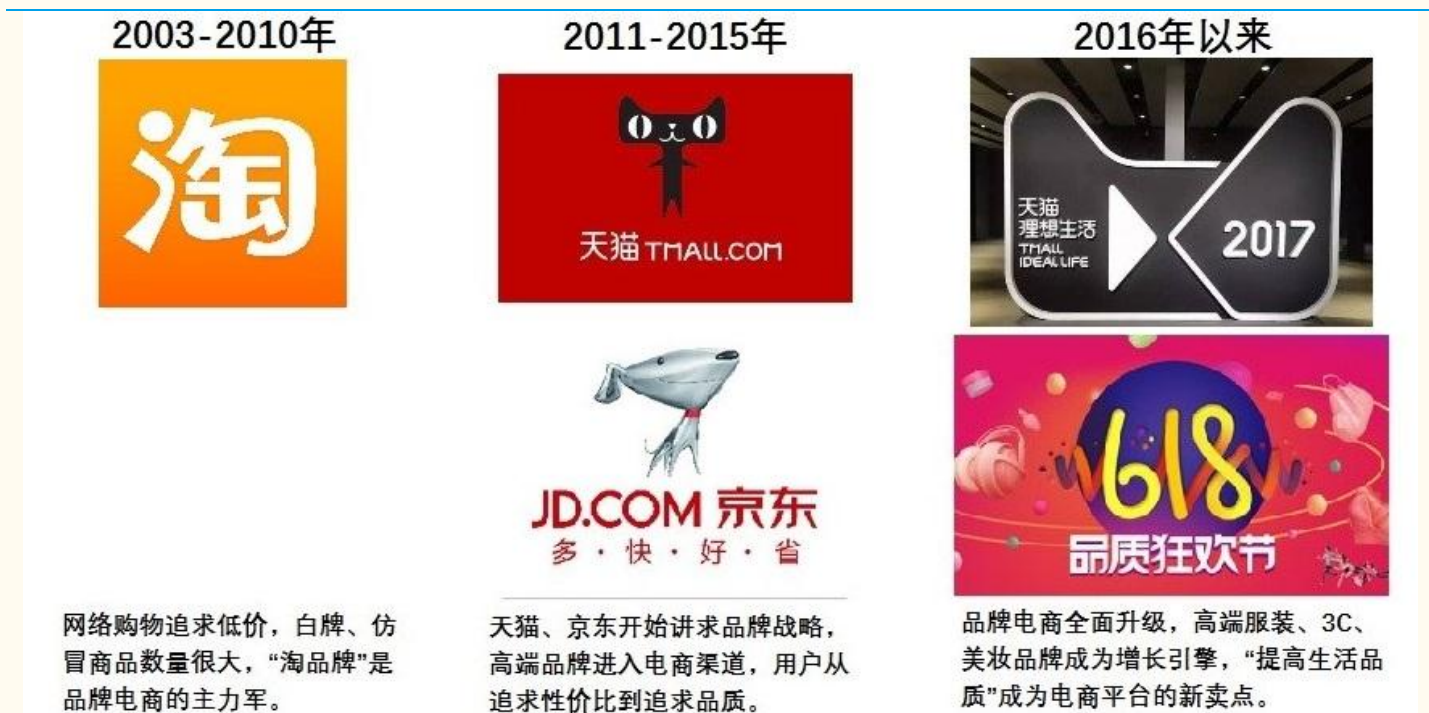 2003-2010年
淘
网络购物追求低价，白牌、仿
冒商品数量很大，“淘品牌”是
品牌电商的主力军。
2011-2015年
天猫 TMALL.COM
JD.COM 京东
多·快·好·省
天猫、京东开始讲求品牌战略，
高端品牌进入电商渠道，用户从
追求性价比到追求品质。
2016年以来
天猫
理想生活
TMALL
IDEAL LIFE
2017
618
品质狂欢节
品牌电商全面升级，高端服装、3C、
美妆品牌成为增长引擎，“提高生活品
质”成为电商平台的新卖点。